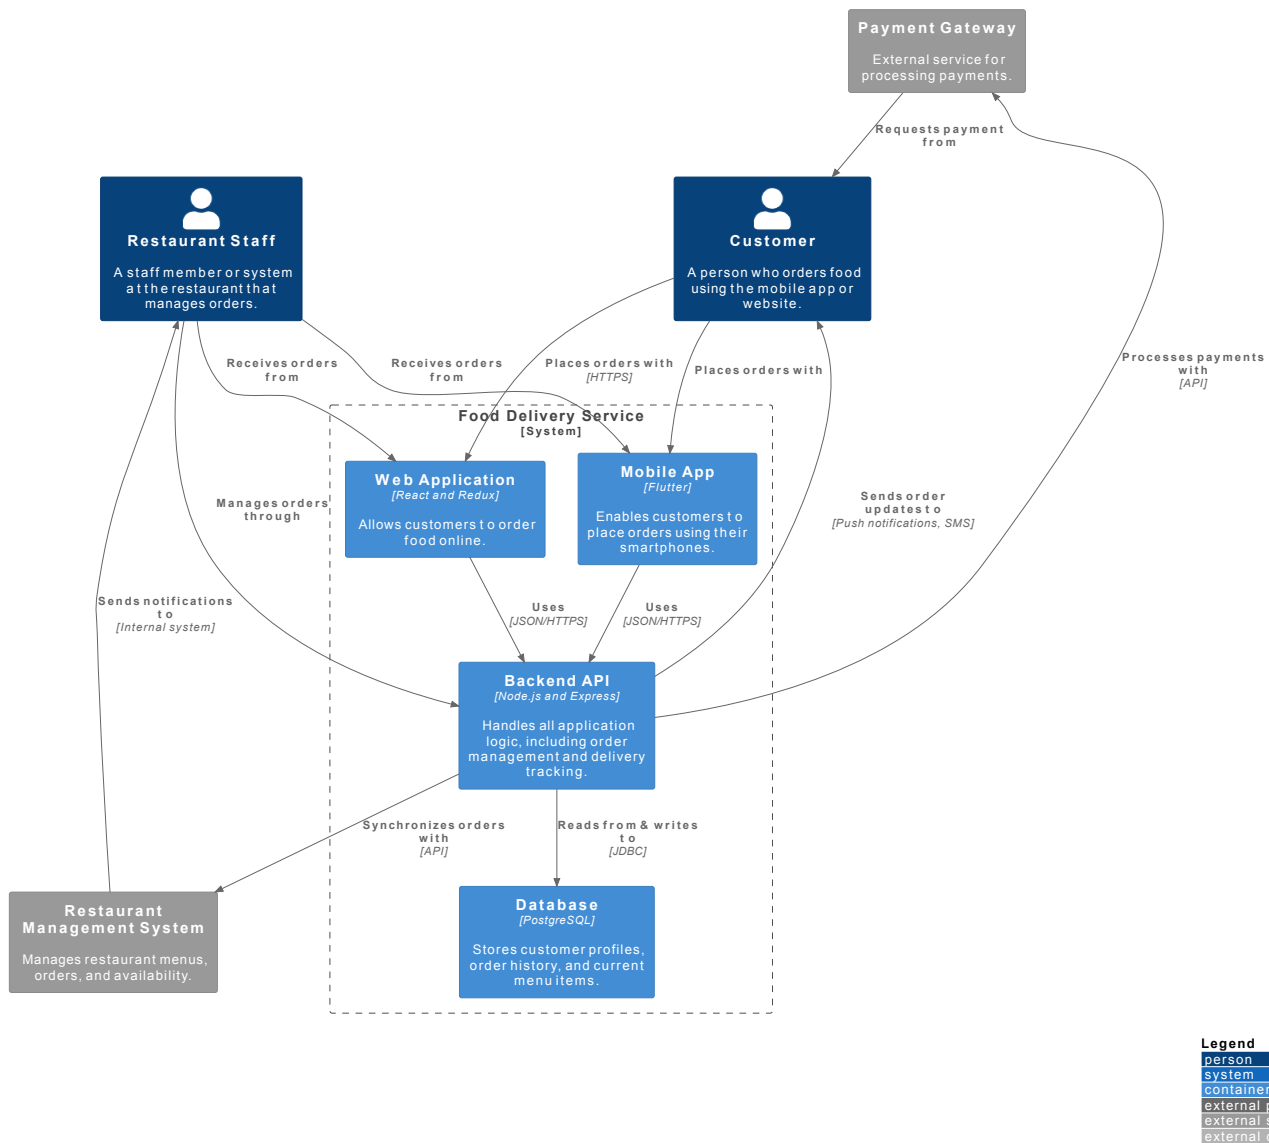 Payment Gateway
External service for
processing payments.
Requests payment
from
Restaurant Staff
A staff member or system
at the restaurant that
manages orders.
Customer
A person who orders food
using the mobile app or
website.
Receives orders
from
Receives orders
from
Places orders with
[HTTPS]
Places orders with
Processes payments
with
[API]
Food Delivery Service
[System]
Web Application
[React and Redux]
Allows customers to order
food online.
Mobile App
[Flutter]
Enables customers to
place orders using their
smartphones.
Manages orders
through
Sends order
updates to
[Push notifications, SMS]
Sends notifications
to
[Internal system]
Uses
[JSON/HTTPS]
Uses
[JSON/HTTPS]
Backend API
[Node.js and Express]
Handles all application
logic, including order
management and delivery
tracking.
Synchronizes orders
with
[API]
Reads from & writes
to
[JDBC]
Restaurant
Management System
Manages restaurant menus,
orders, and availability.
Database
[PostgreSQL]
Stores customer profiles,
order history, and current
menu items.
Legend
person
system
container
external
external
external